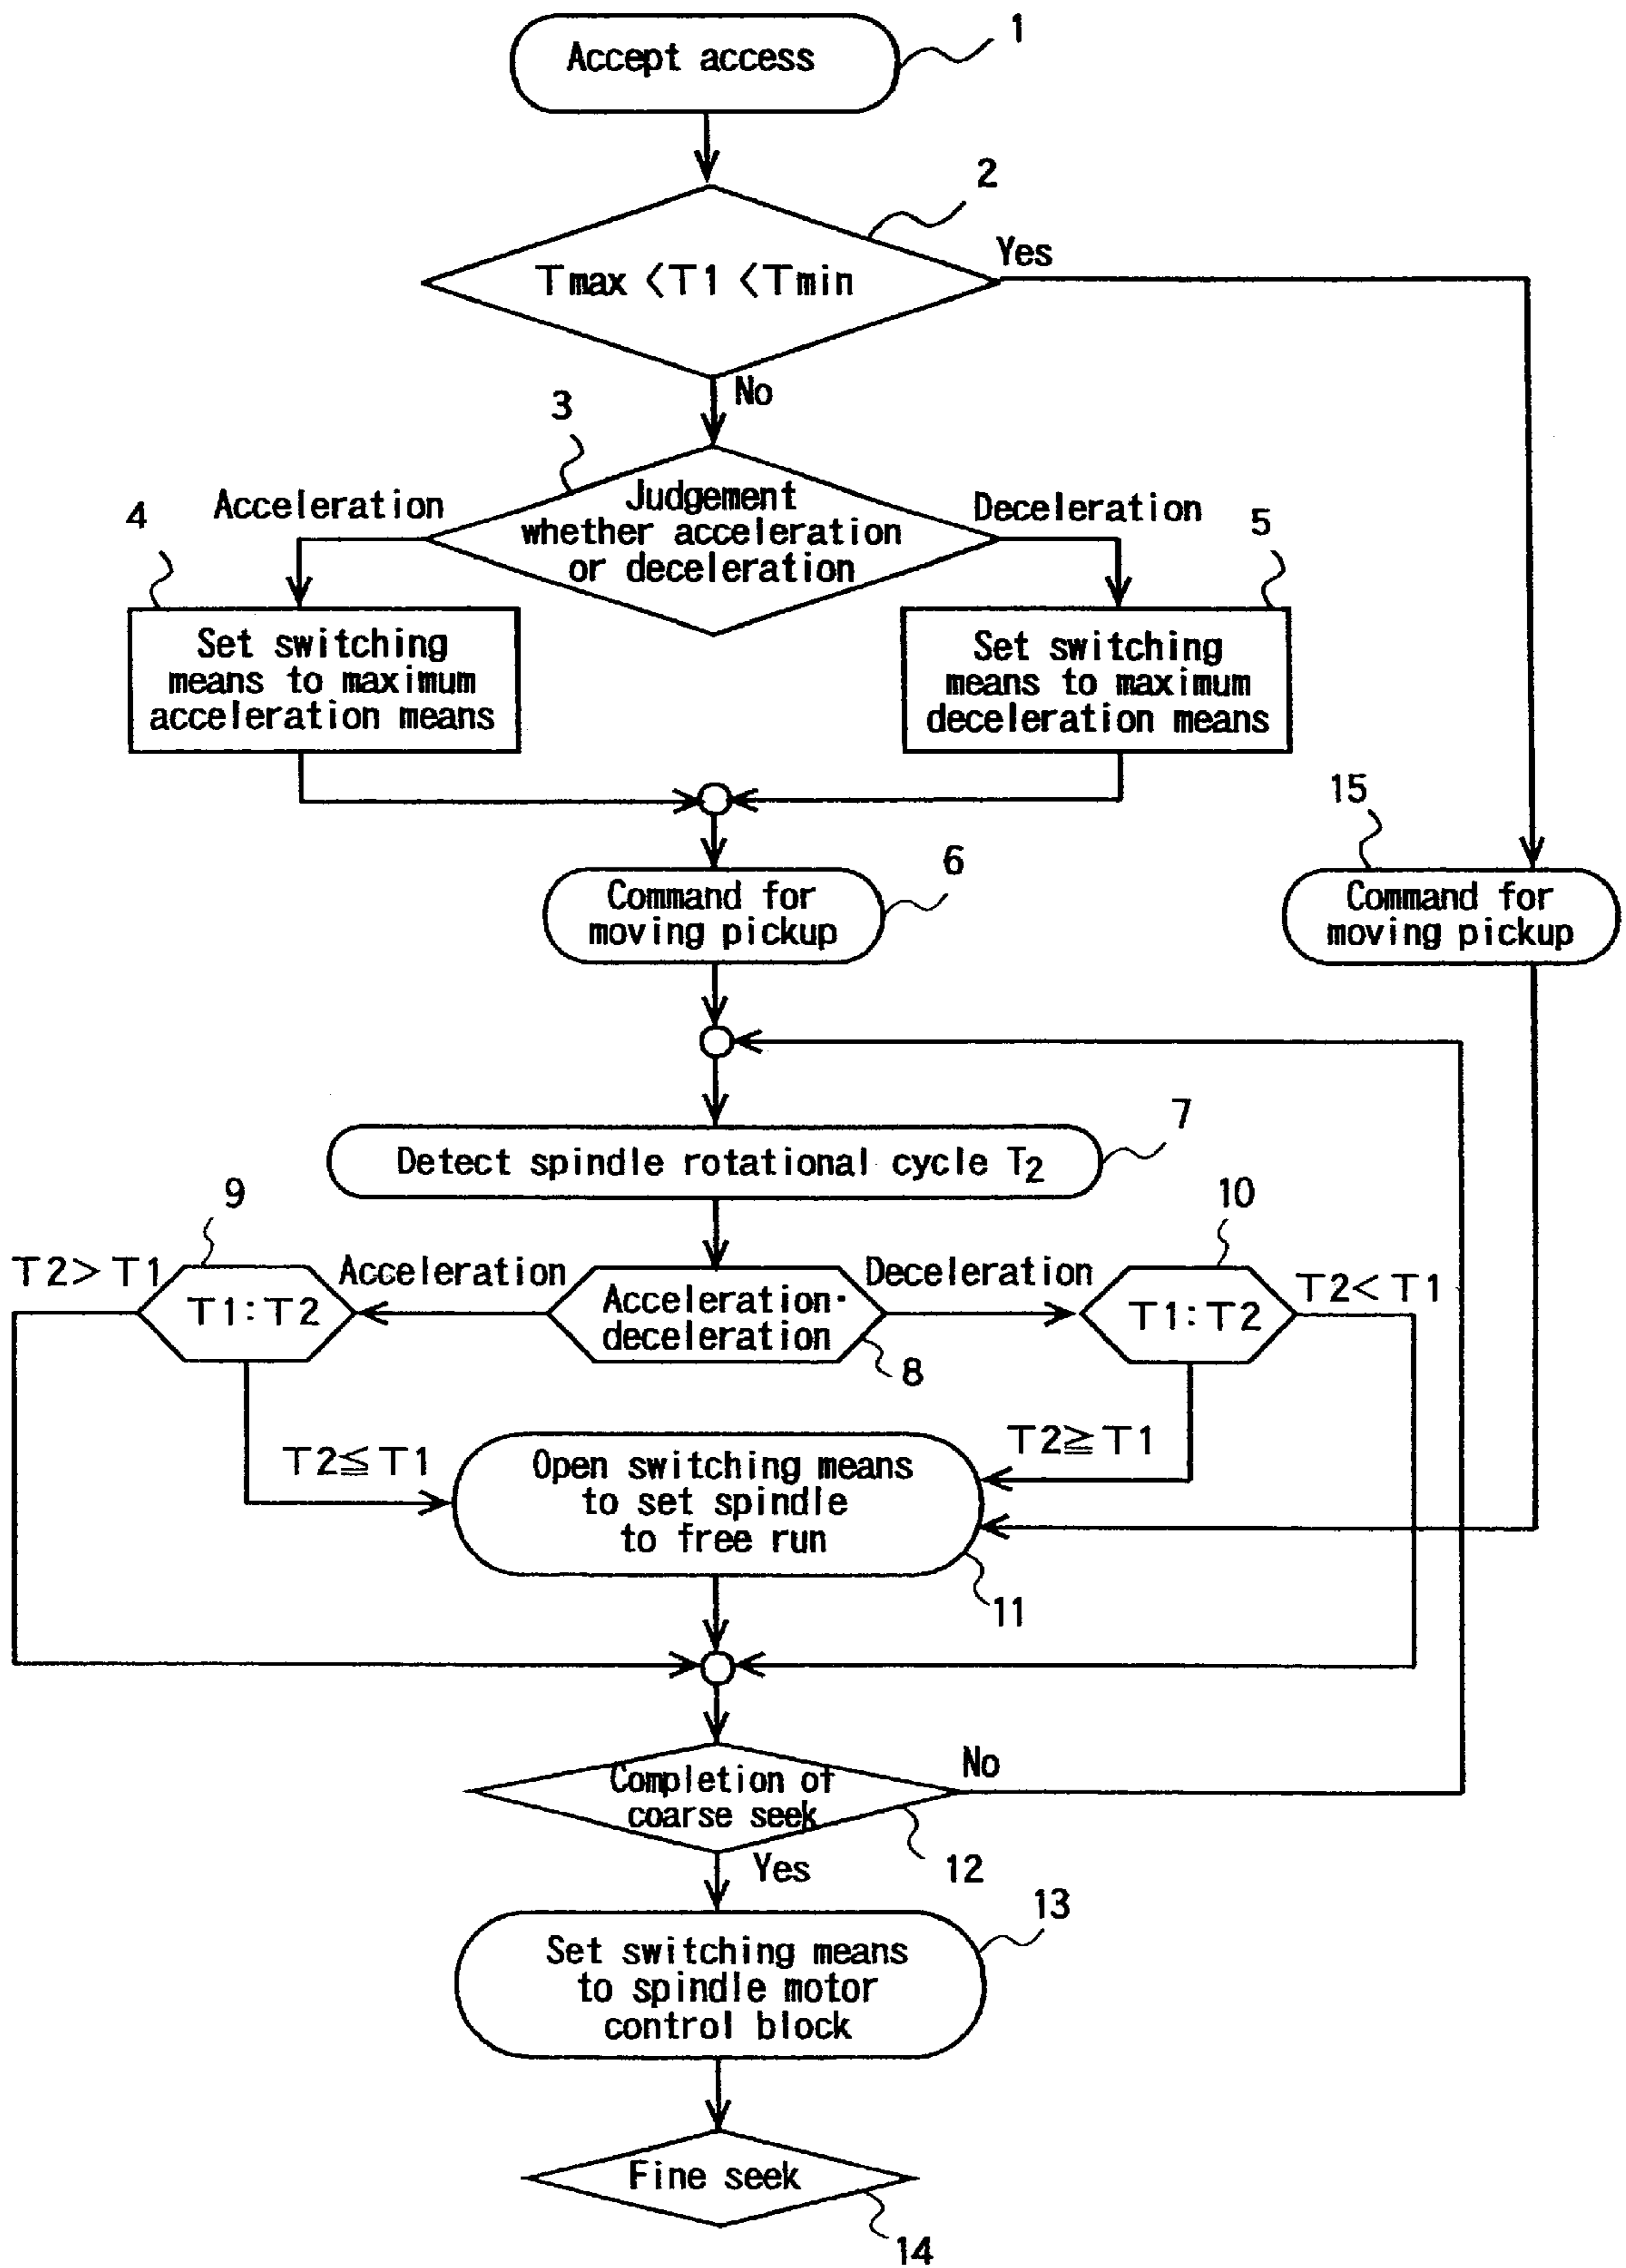 Accept access
1
2
Tmax <T1 <Tmin
Yes
No
3
Judgement
whether acceleration
or deceleration
Acceleration
Deceleration
4
5
Set switching
means to maximum
acceleration means
Set switching
means to maximum
deceleration means
15
6
Command for
moving pickup
Command for
moving pickup
7
Detect spindle rotational cycle T2
9
10
T2> T1
T1:T2
Acceleration
Acceleration·
deceleration
Deceleration
T1:T2
T2< T1
8
T2≦ T1
T2≧ T1
Open switching means
to set spindle
to free run
11
Completion of
coarse seek
No
12
Yes
13
Set switching means
to spindle motor
control block
Fine seek
14